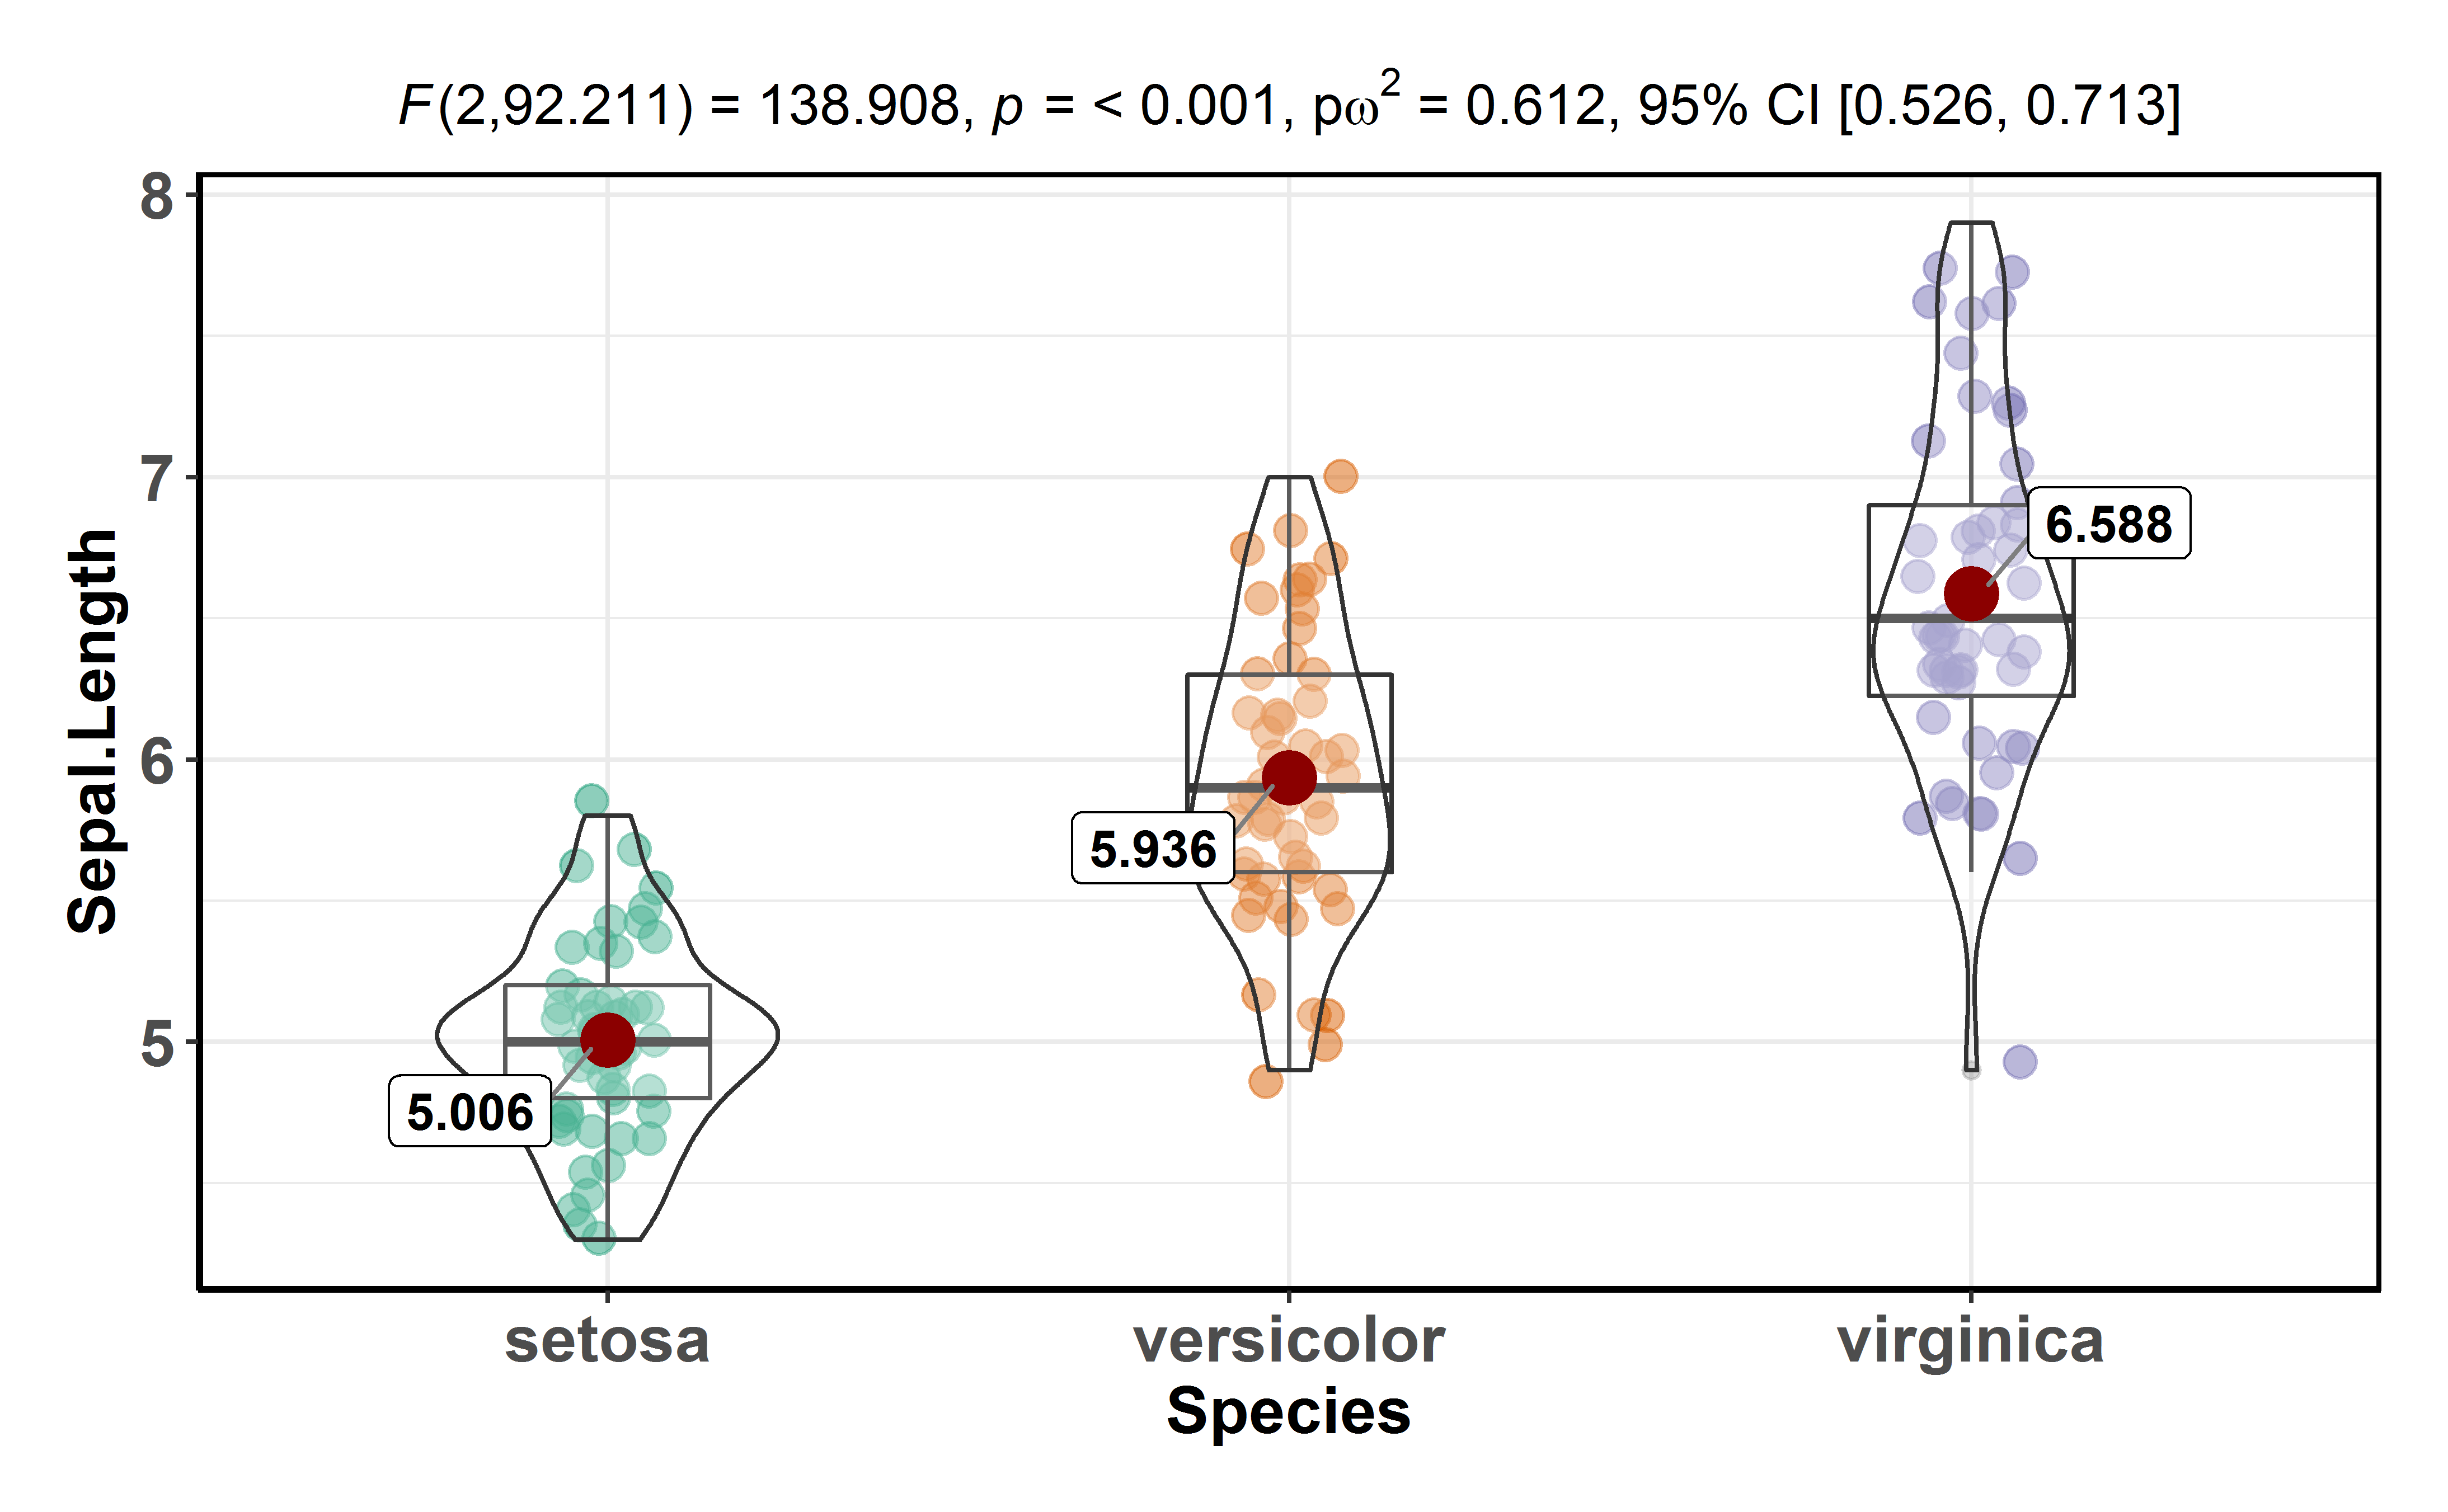 F(2,92.211) = 138.908, p = < 0.001, pω² = 0.612, 95% CI [0.526, 0.713]
8
7
6
5
Sepal.Length
6.588
5.936
5.006
setosa versicolor virginica
Species